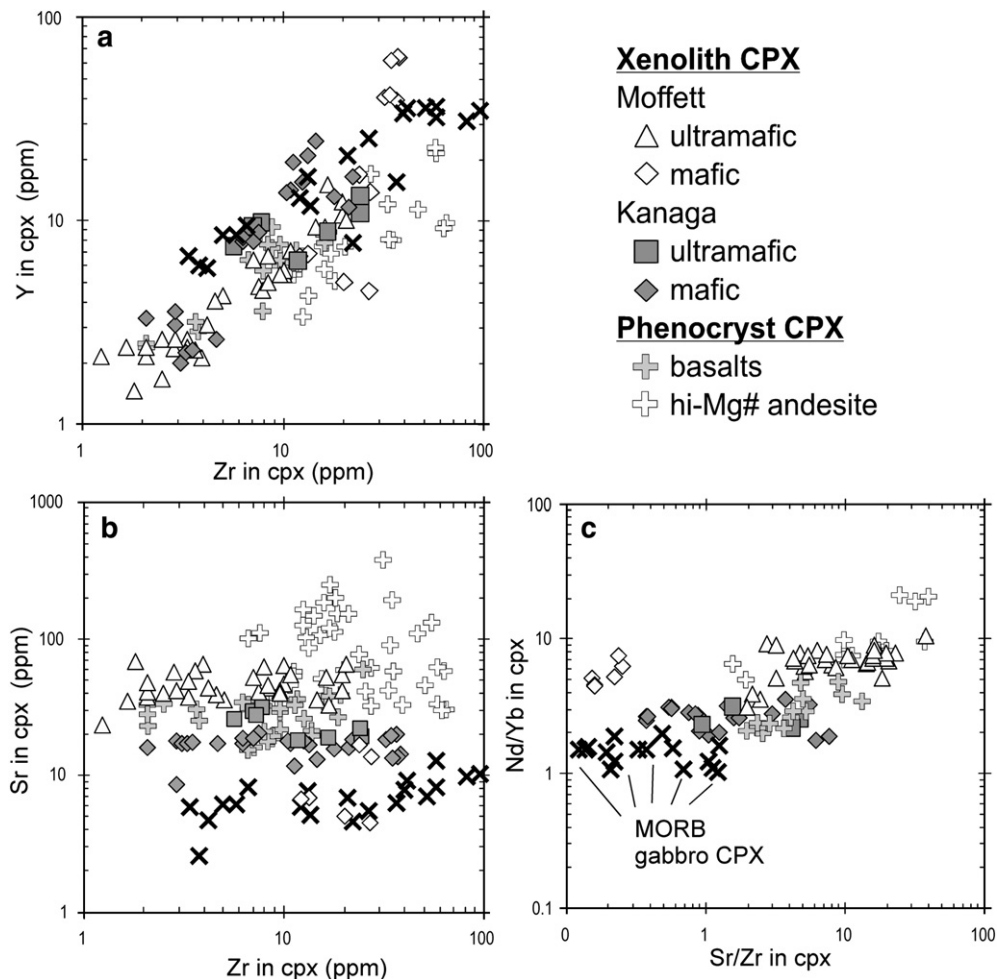 a
100
10
1
Y in cpx (ppm)
1
10
100
Zr in cpx (ppm)
Xenolith CPX
Moffett
ultramafic
mafic
Kanaga
ultramafic
mafic
Phenocryst CPX
basalts
hi-Mg# andesite
b
1000
100
10
1
Sr in cpx (ppm)
1
10
100
Zr in cpx (ppm)
c
100
10
1
0.1
Nd/Yb in cpx
MORB
gabbro CPX
0
1
10
100
Sr/Zr in cpx